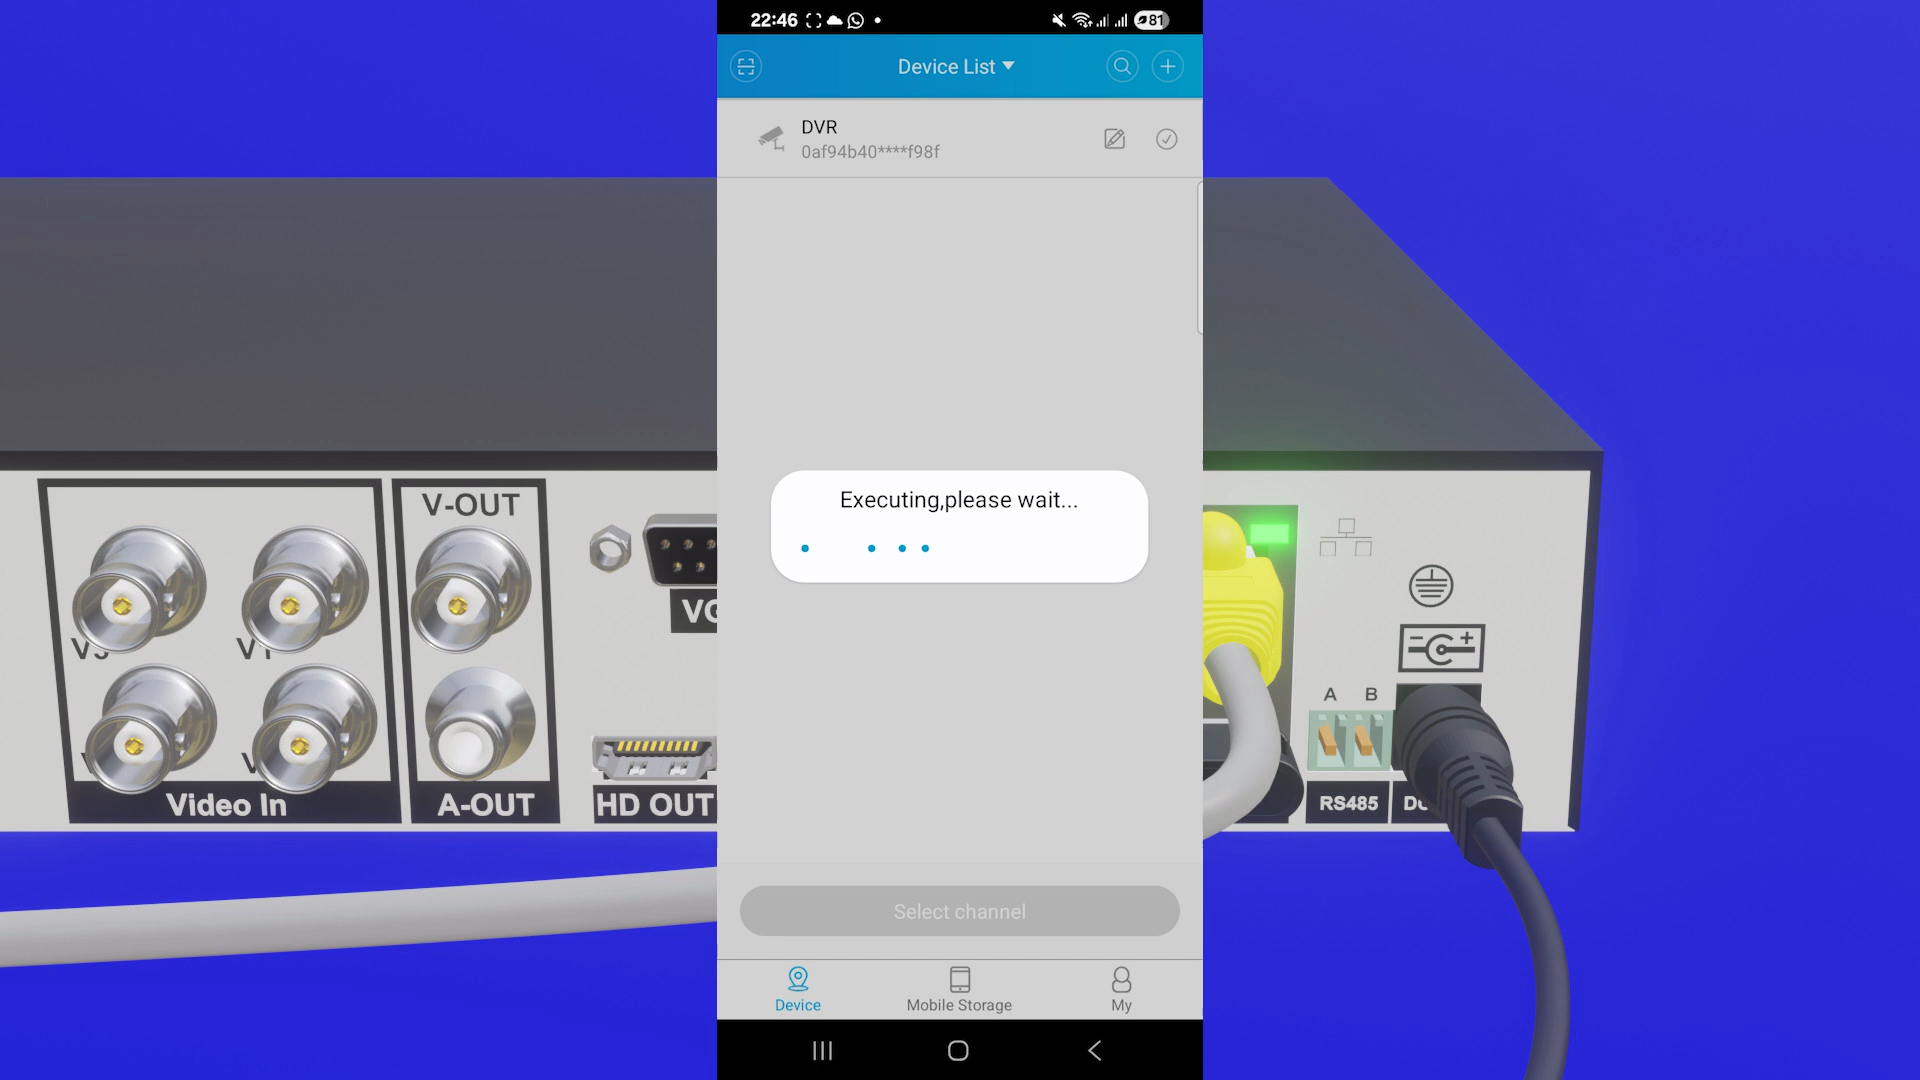 22:46
81
Device List
DVR
0af94b40****f98f
Executing,please wait...
Select channel
Device
Mobile Storage
My
V-OUT
Video In
A-OUT
HD OUT
A B
RS485